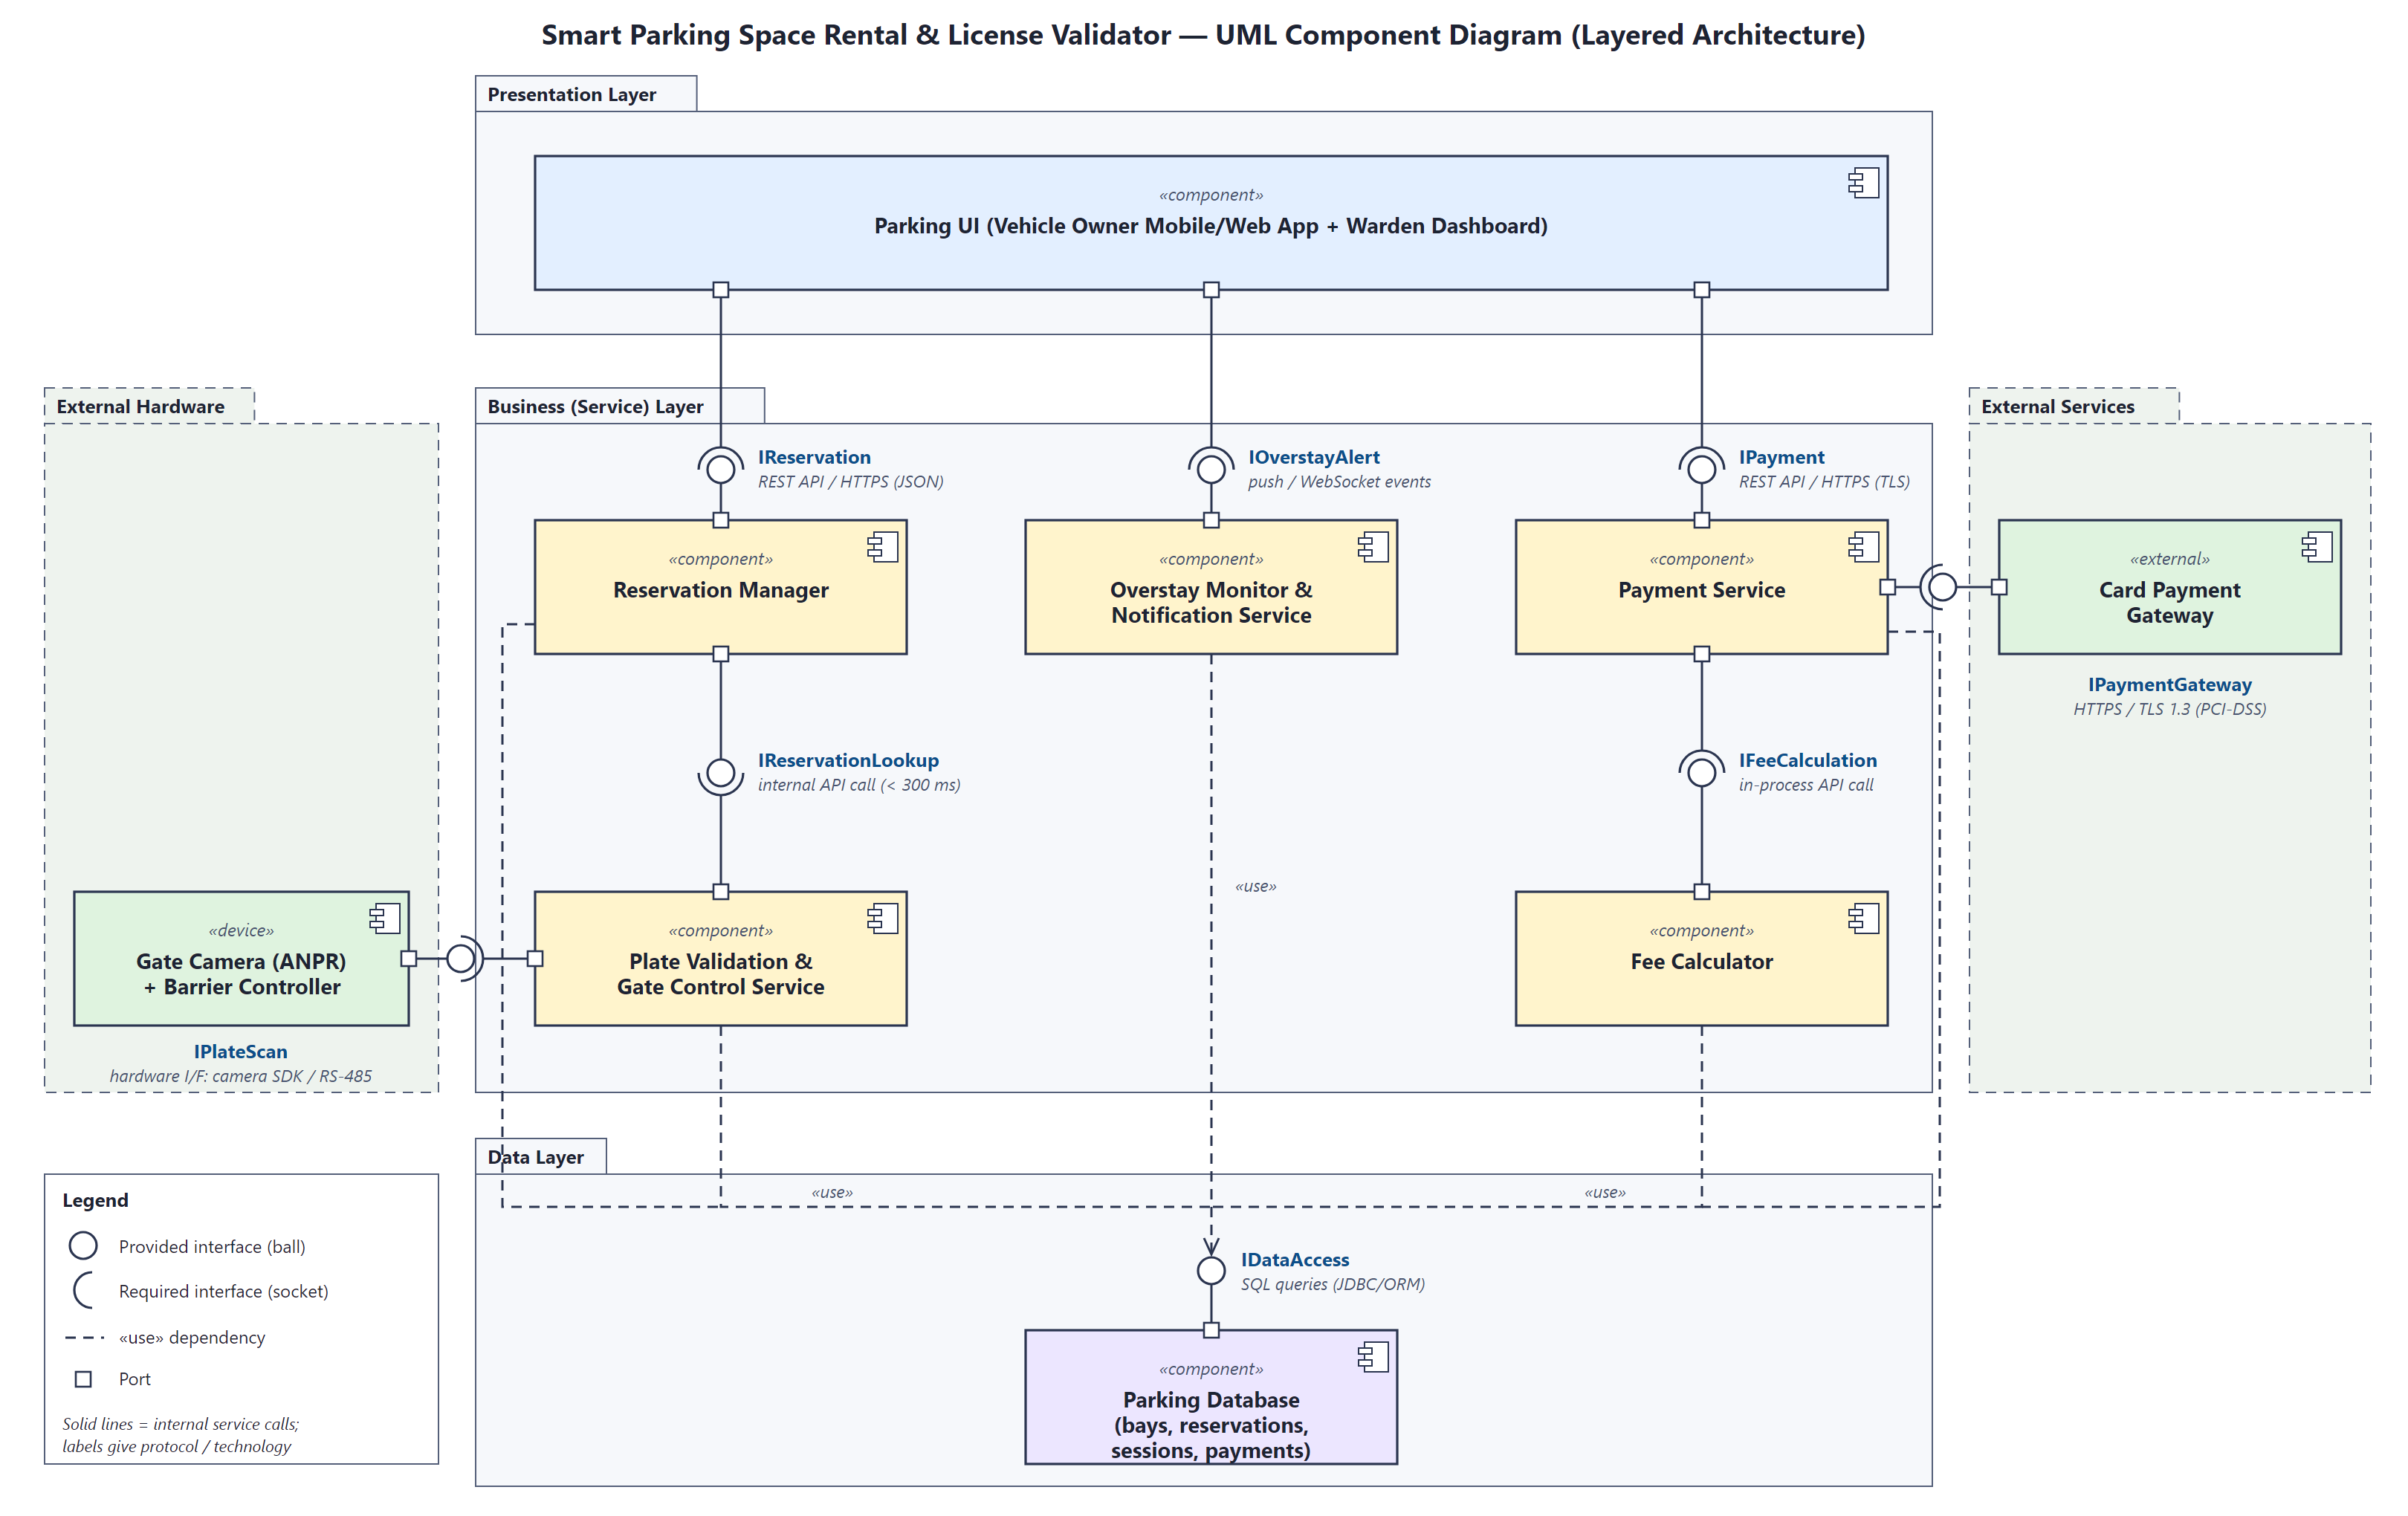 Smart Parking Space Rental & License Validator — UML Component Diagram (Layered Architecture)
Presentation Layer
«component»
Parking UI (Vehicle Owner Mobile/Web App + Warden Dashboard)
External Hardware
Business (Service) Layer
External Services
IReservation
REST API / HTTPS (JSON)
IOverstayAlert
push / WebSocket events
IPayment
REST API / HTTPS (TLS)
«component»
Reservation Manager
«component»
Overstay Monitor &
Notification Service
«component»
Payment Service
«external»
Card Payment
Gateway
IPaymentGateway
HTTPS / TLS 1.3 (PCI-DSS)
IReservationLookup
internal API call (< 300 ms)
IFeeCalculation
in-process API call
«use»
«device»
Gate Camera (ANPR)
+ Barrier Controller
IPlateScan
hardware I/F: camera SDK / RS-485
«component»
Plate Validation &
Gate Control Service
«component»
Fee Calculator
Data Layer
«use»
«use»
IDataAccess
SQL queries (JDBC/ORM)
«component»
Parking Database
(bays, reservations,
sessions, payments)
Legend
Provided interface (ball)
Required interface (socket)
«use» dependency
Port
Solid lines = internal service calls;
labels give protocol / technology